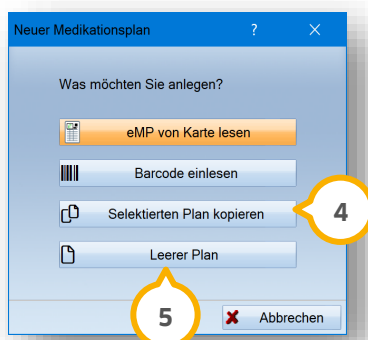 Neuer Medikationsplan ? ×
Was möchten Sie anlegen?
eMP von Karte lesen
Barcode einlesen
Selektierten Plan kopieren
4
Leerer Plan
5
Abbrechen